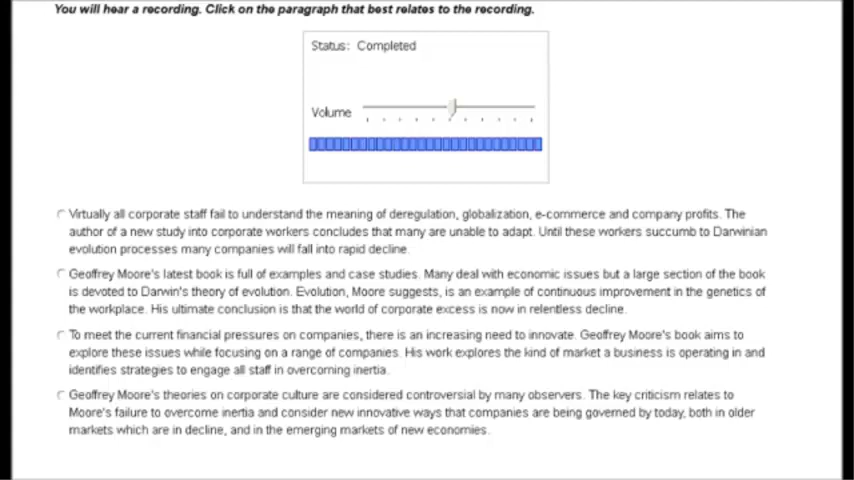 You will hear a recording. Click on the paragraph that best relates to the recording.
Status: Completed
Volume
Virtually all corporate staff fail to understand the meaning of deregulation, globalization, e-commerce and company profits. The
author of a new study into corporate workers concludes that many are unable to adapt. Until these workers succumb to Darwinian
evolution processes many companies will fall into rapid decline.
Geoffrey Moore's latest book is full of examples and case studies. Many deal with economic issues but a large section of the book
is devoted to Darwin's theory of evolution. Evolution, Moore suggests, is an example of continuous improvement in the genetics of
the workplace. His ultimate conclusion is that the world of corporate excess is now in relentless decline.
To meet the current financial pressures on companies, there is an increasing need to innovate. Geoffrey Moore's book aims to
explore these issues while focusing on a range of companies. His work explores the kind of market a business is operating in and
identifies strategies to engage all staff in overcoming inertia.
Geoffrey Moore's theories on corporate culture are considered controversial by many observers. The key criticism relates to
Moore's failure to overcome inertia and consider new innovative ways that companies are being governed by today, both in older
markets which are in decline, and in the emerging markets of new economies.